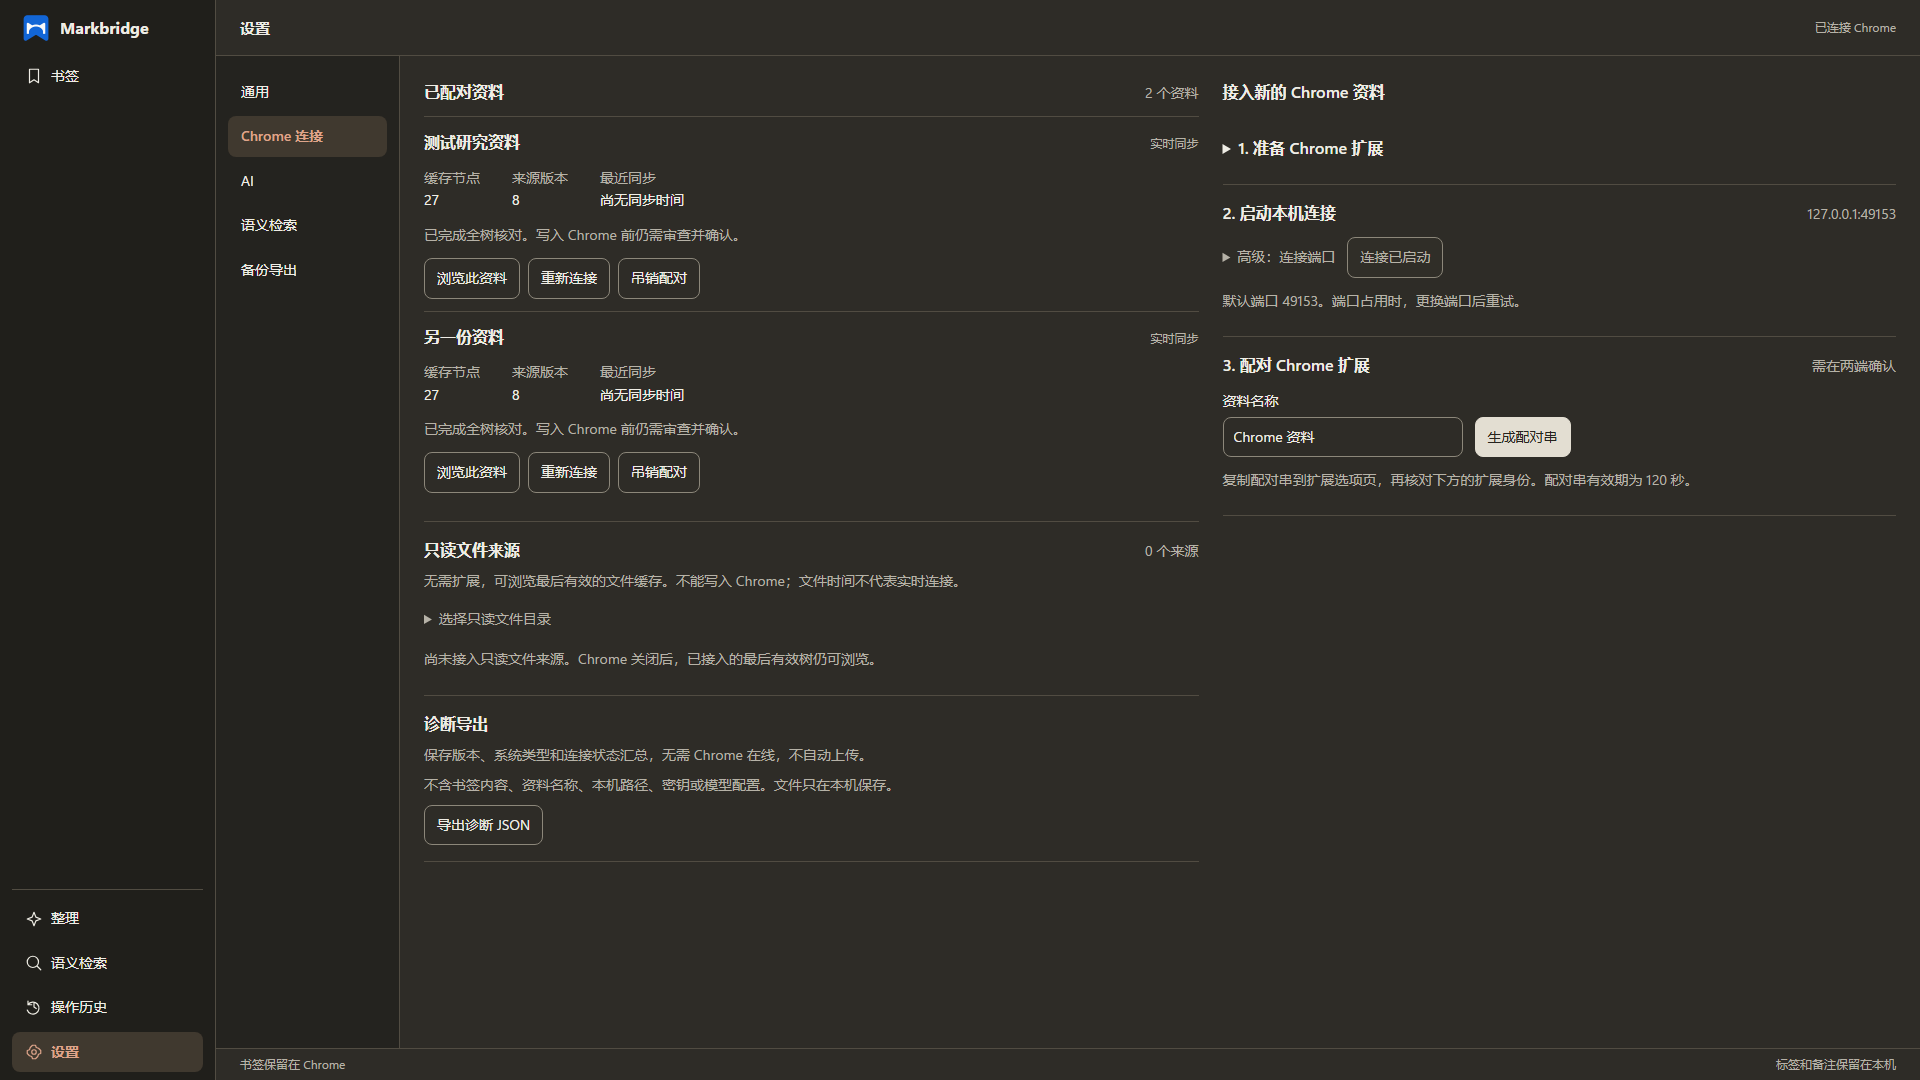 Markbridge
书签
整理
语义检索
操作历史
设置
设置
已连接 Chrome
通用
Chrome 连接
AI
语义检索
备份导出
已配对资料
2 个资料
测试研究资料
实时同步
缓存节点 来源版本 最近同步
27 8 尚无同步时间
已完成全树核对。写入 Chrome 前仍需审查并确认。
浏览此资料 重新连接 吊销配对
另一份资料
实时同步
缓存节点 来源版本 最近同步
27 8 尚无同步时间
已完成全树核对。写入 Chrome 前仍需审查并确认。
浏览此资料 重新连接 吊销配对
只读文件来源
0 个来源
无需扩展，可浏览最后有效的文件缓存。不能写入 Chrome；文件时间不代表实时连接。
选择只读文件目录
尚未接入只读文件来源。Chrome 关闭后，已接入的最后有效树仍可浏览。
诊断导出
保存版本、系统类型和连接状态汇总，无需 Chrome 在线，不自动上传。
不含书签内容、资料名称、本机路径、密钥或模型配置。文件只在本机保存。
导出诊断 JSON
接入新的 Chrome 资料
1. 准备 Chrome 扩展
2. 启动本机连接
127.0.0.1:49153
高级：连接端口 连接已启动
默认端口 49153。端口占用时，更换端口后重试。
3. 配对 Chrome 扩展
需在两端确认
资料名称
Chrome 资料 生成配对串
复制配对串到扩展选项页，再核对下方的扩展身份。配对串有效期为 120 秒。
书签保留在 Chrome
标签和备注保留在本机